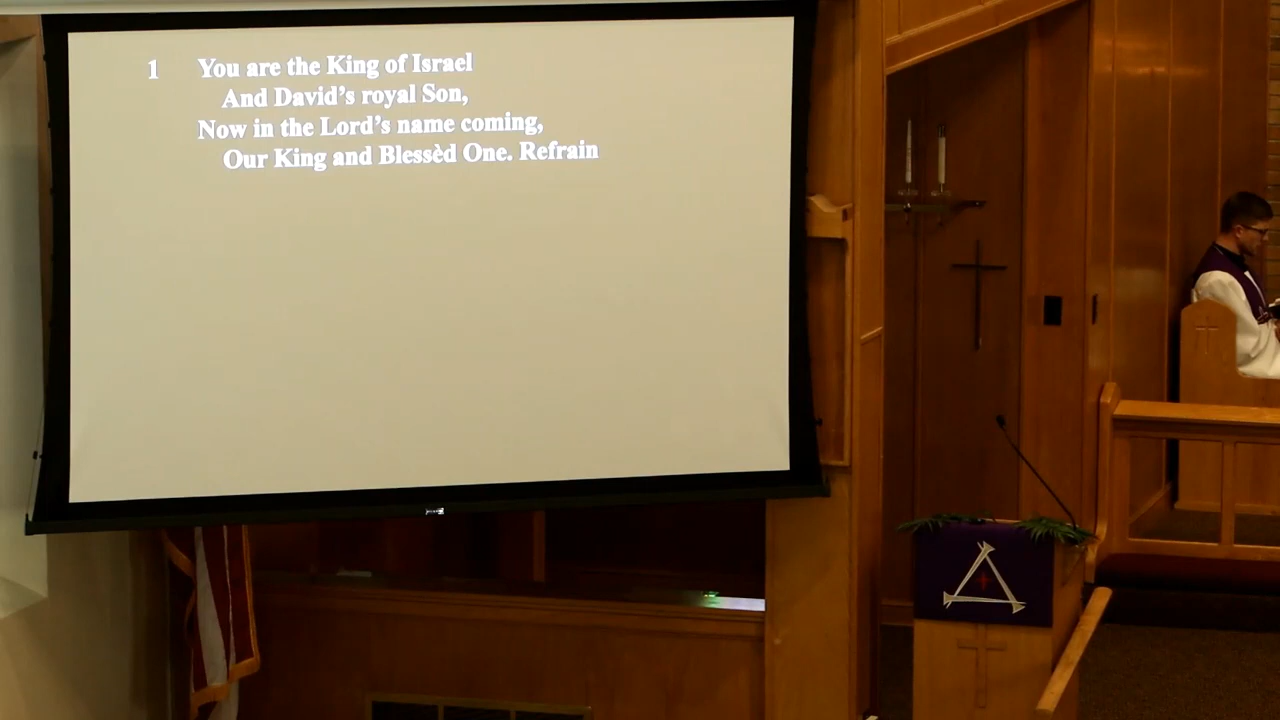 1 You are the King of Israel
And David's royal Son,
Now in the Lord's name coming,
Our King and Blessèd One. Refrain